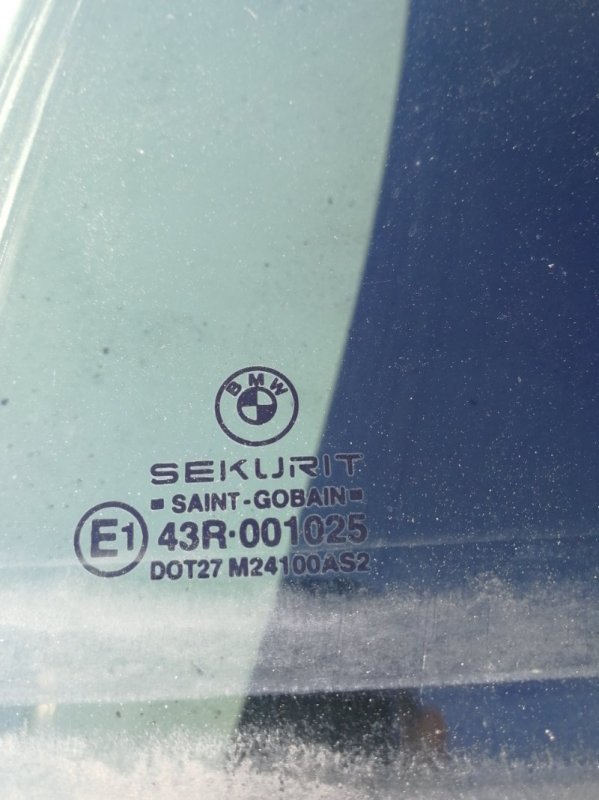 BMW
SEKURIT
SAINT-GOBAIN
E1 43R·001025
DOT27 M24100AS2